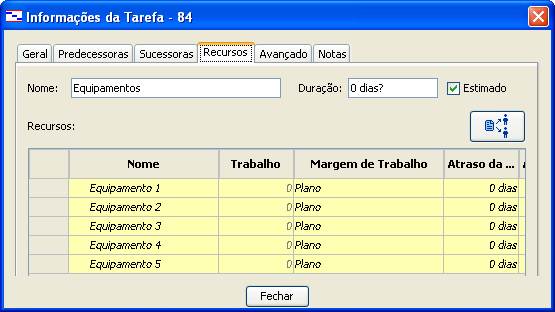 Informações da Tarefa - 84
Geral Predecessoras Sucessoras Recursos Avançado Notas
Nome: Equipamentos Duração: 0 dias? Estimado
Recursos:
Nome Trabalho Margem de Trabalho Atraso da ...
Equipamento 1 0 Plano 0 dias
Equipamento 2 0 Plano 0 dias
Equipamento 3 0 Plano 0 dias
Equipamento 4 0 Plano 0 dias
Equipamento 5 0 Plano 0 dias
Fechar